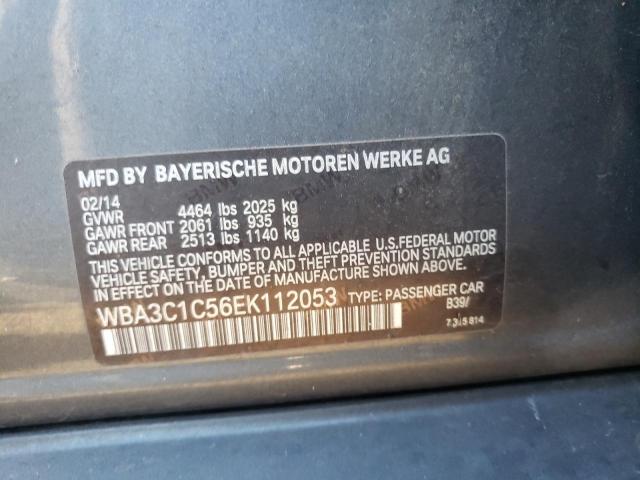 MFD BY BAYERISCHE MOTOREN WERKE AG
02/14
GVWR 4464 lbs 2025 kg
GAWR FRONT 2061 lbs 935 kg
GAWR REAR 2513 lbs 1140 kg
THIS VEHICLE CONFORMS TO ALL APPLICABLE U.S.FEDERAL MOTOR
VEHICLE SAFETY, BUMPER AND THEFT PREVENTION STANDARDS
IN EFFECT ON THE DATE OF MANUFACTURE SHOWN ABOVE.
WBA3C1C56EK112053 TYPE: PASSENGER CAR
B39/